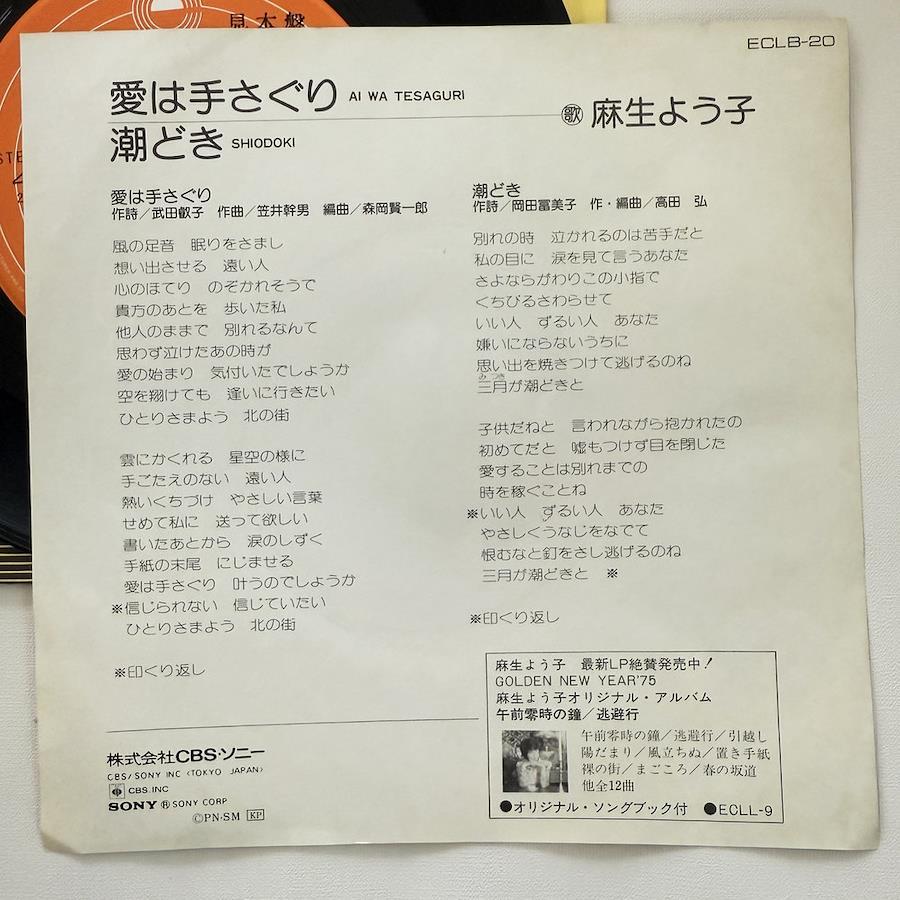 見本盤
ECLB-20
愛は手さぐり AI WA TESAGURI
潮どき SHIODOKI
㊙歌 麻生よう子
愛は手さぐり
作詩／武田叡子 作曲／笠井幹男 編曲／森岡賢一郎
風の足音 眠りをさまし
想い出させる 遠い人
心のほてり のぞかれそうで
貴方のあとを 歩いた私
他人のままで 別れるなんて
思わず泣けたあの時が
愛の始まり 気付いたでしょうか
空を翔けても 逢いに行きたい
ひとりさまよう 北の街
雲にかくれる 星空の様に
手ごたえのない 遠い人
熱いくちづけ やさしい言葉
せめて私に 送って欲しい
書いたあとから 涙のしずく
手紙の末尾 にじませる
愛は手さぐり 叶うのでしょうか
※信じられない 信じていたい
ひとりさまよう 北の街
※印くり返し
潮どき
作詩／岡田冨美子 作・編曲／高田 弘
別れの時 泣かれるのは苦手だと
私の目に 涙を見て言うあなた
さよならがわりこの小指で
くちびるさわらせて
いい人 ずるい人 あなた
嫌いにならないうちに
思い出を焼きつけて逃げるのね
みつき
三月が潮どきと
子供だねと 言われながら抱かれたの
初めてだと 嘘もつけず目を閉じた
愛することは別れまでの
時を稼ぐことね
※いい人 ずるい人 あなた
やさしくうなじをなでて
恨むなと釘をさし逃げるのね
三月が潮どきと ※
※印くり返し
麻生よう子 最新LP絶賛発売中！
GOLDEN NEW YEAR'75
麻生よう子オリジナル・アルバム
午前零時の鐘／逃避行
午前零時の鐘／逃避行／引越し
陽だまり／風立ちぬ／置き手紙
裸の街／まごころ／春の坂道
他全12曲
●オリジナル・ソングブック付 ●ECLL-9
株式会社CBS・ソニー
CBS/SONY INC〈TOKYO JAPAN〉
CBS.INC
SONY ® SONY CORP
ⓒPN・SM KP